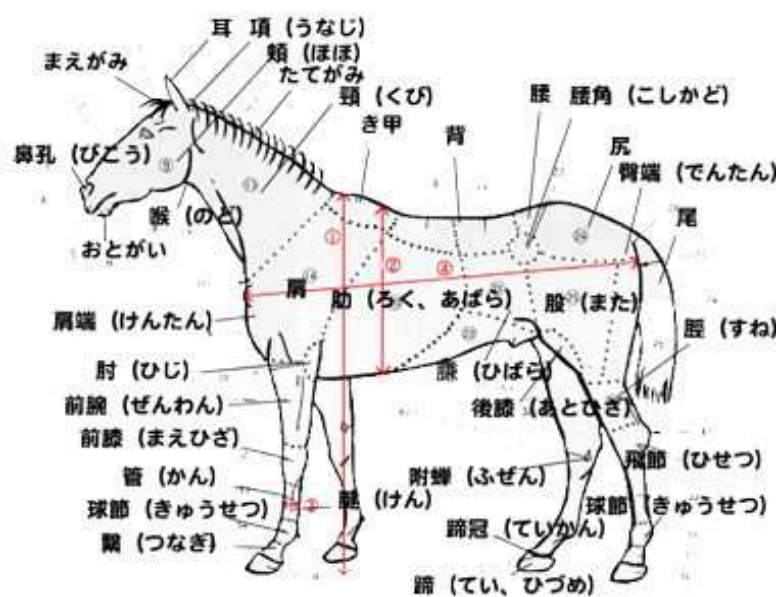 耳 項（うなじ）
頬（ほほ）
まえがみ
たてがみ
頸（くび）
き甲
背
腰 腰角（こしかど）
尻
臀端（でんたん）
尾
鼻孔（びこう）
⑨
⑬
喉（のど）
おとがい
①
②
④
肩
肋（ろく、あばら）
股（また）
肩端（けんたん）
脛（すね）
肘（ひじ）
膁（ひばら）
前腕（ぜんわん）
後膝（あとひざ）
前膝（まえひざ）
飛節（ひせつ）
管（かん）
③
腱（けん）
附蝉（ふぜん）
球節（きゅうせつ）
球節（きゅうせつ）
繋（つなぎ）
蹄冠（ていかん）
蹄（てい、ひづめ）